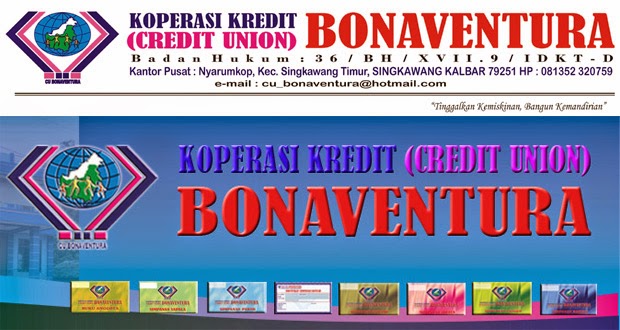 KOPERASI KREDIT
(CREDIT UNION) BONAVENTURA
Badan Hukum : 36 / BH / XVII.9 / IDKT-D
Kantor Pusat : Nyarumkop, Kec. Singkawang Timur, SINGKAWANG KALBAR 79251 HP : 081352 320759
e-mail : cu_bonaventura@hotmail.com
CU BONAVENTURA
"Tinggalkan Kemiskinan, Bangun Kemandirian"
KOPERASI KREDIT (CREDIT UNION)
BONAVENTURA
CU BONAVENTURA